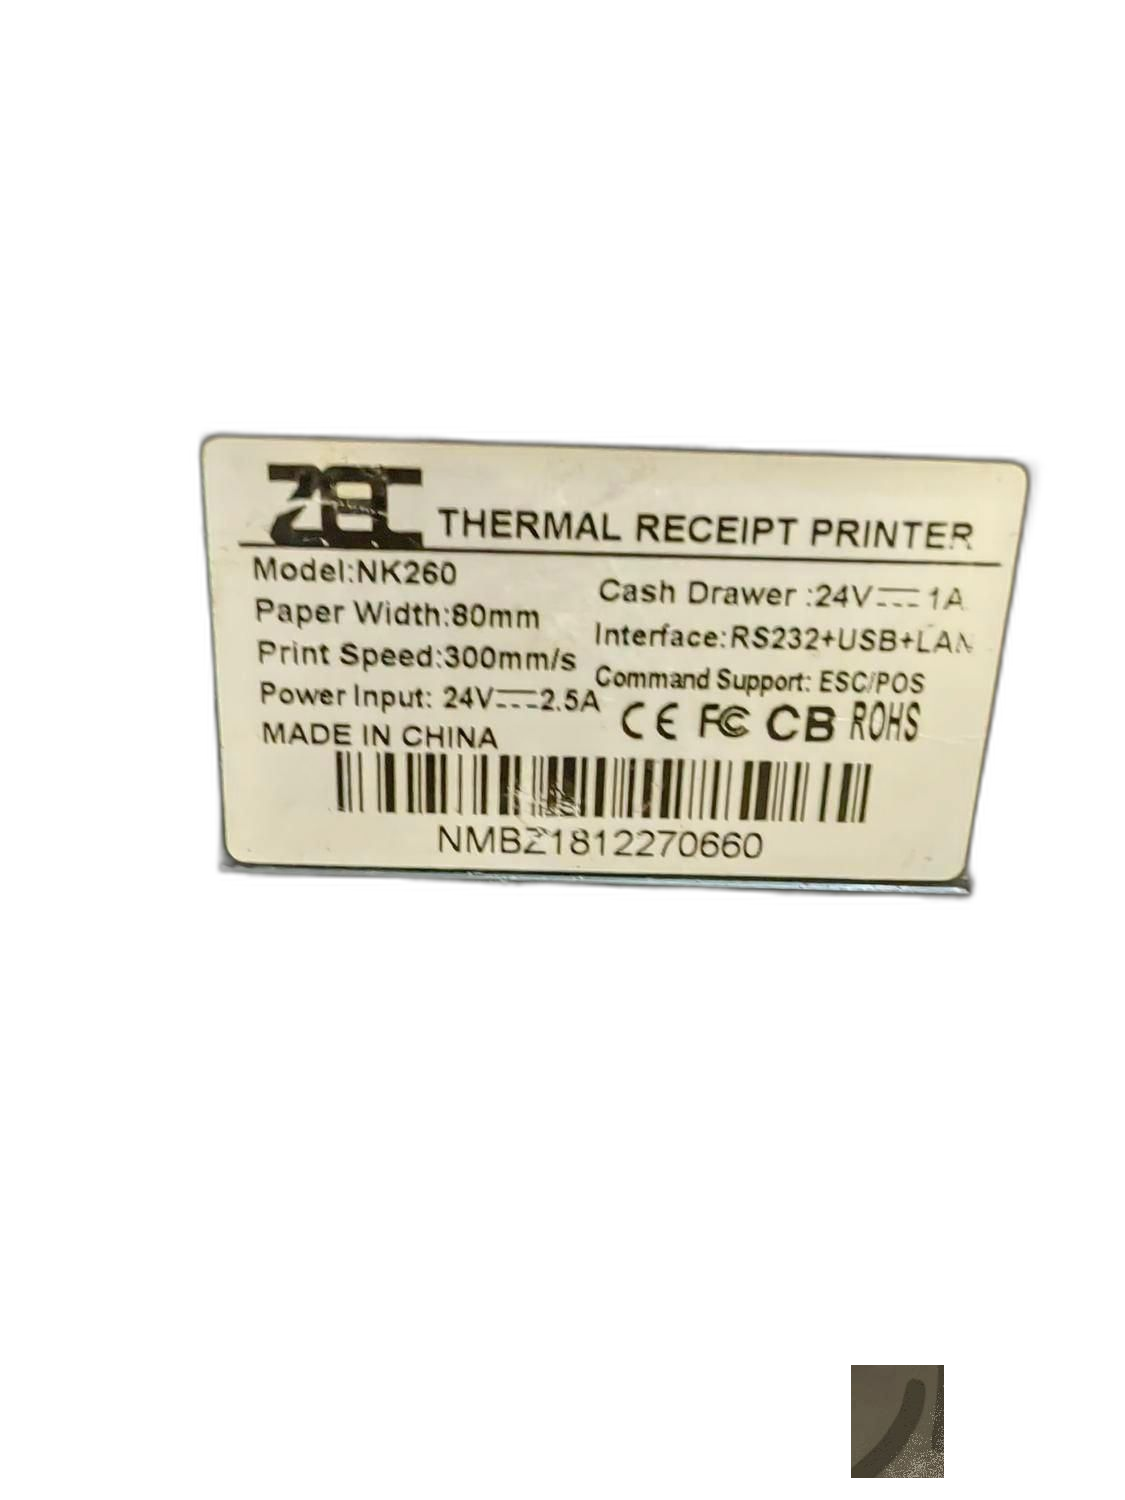 ZEC THERMAL RECEIPT PRINTER
Model:NK260
Paper Width:80mm
Print Speed:300mm/s
Power Input: 24V⎓2.5A
MADE IN CHINA
Cash Drawer :24V⎓1A
Interface:RS232+USB+LAN
Command Support: ESC/POS
CE FC CB ROHS
NMBZ1812270660